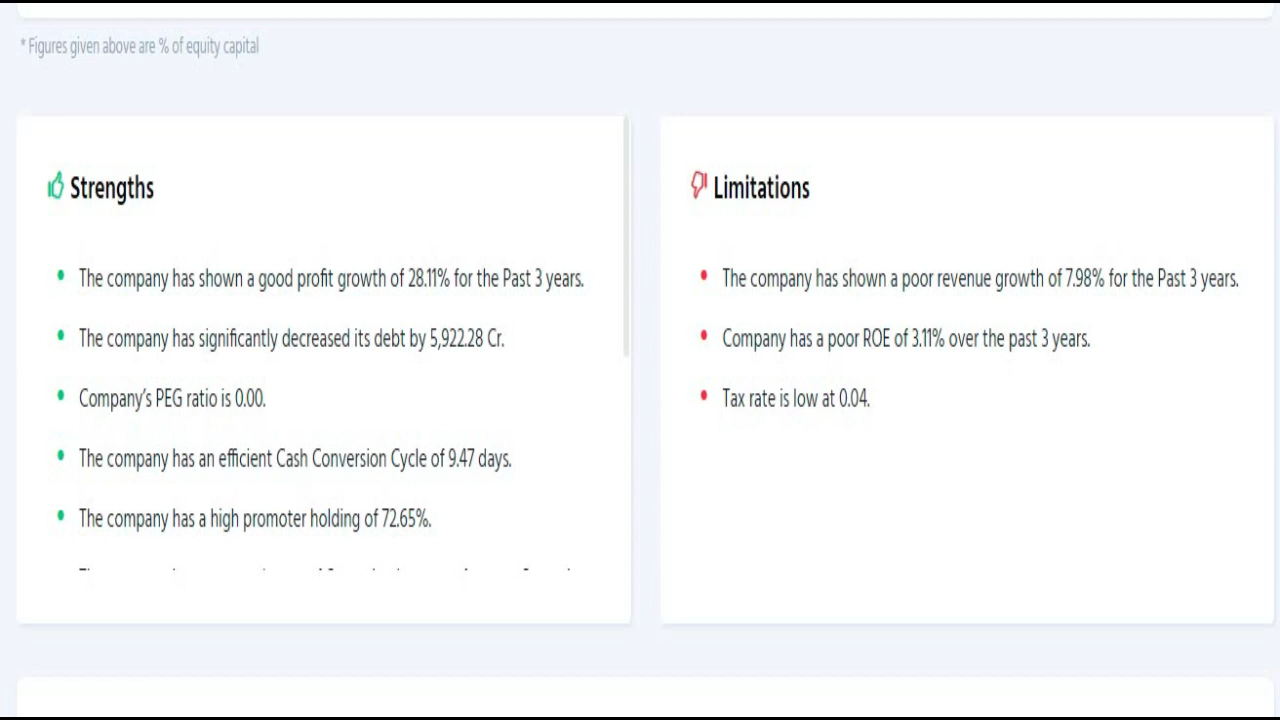 * Figures given above are % of equity capital
Strengths
The company has shown a good profit growth of 28.11% for the Past 3 years.
The company has significantly decreased its debt by 5,922.28 Cr.
Company's PEG ratio is 0.00.
The company has an efficient Cash Conversion Cycle of 9.47 days.
The company has a high promoter holding of 72.65%.
Limitations
The company has shown a poor revenue growth of 7.98% for the Past 3 years.
Company has a poor ROE of 3.11% over the past 3 years.
Tax rate is low at 0.04.